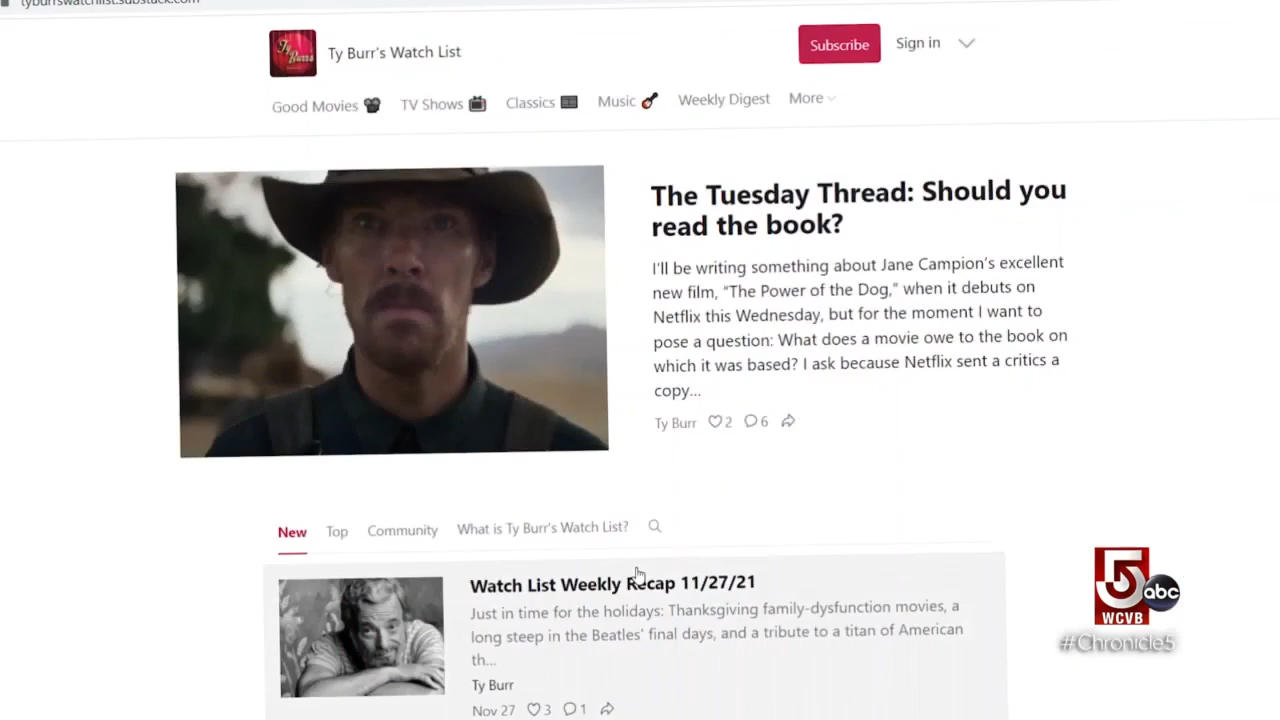 tyburrswatchlist.substack.com
Ty Burr's
Ty Burr's Watch List
Subscribe
Sign in
Good Movies
TV Shows
Classics
Music
Weekly Digest
More
The Tuesday Thread: Should you
read the book?
I'll be writing something about Jane Campion's excellent
new film, “The Power of the Dog,” when it debuts on
Netflix this Wednesday, but for the moment I want to
pose a question: What does a movie owe to the book on
which it was based? I ask because Netflix sent a critics a
copy...
Ty Burr 2 6
New
Top
Community
What is Ty Burr's Watch List?
Watch List Weekly Recap 11/27/21
Just in time for the holidays: Thanksgiving family-dysfunction movies, a
long steep in the Beatles' final days, and a tribute to a titan of American
th...
Ty Burr
Nov 27 3 1
5 abc
WCVB
#Chronicle5